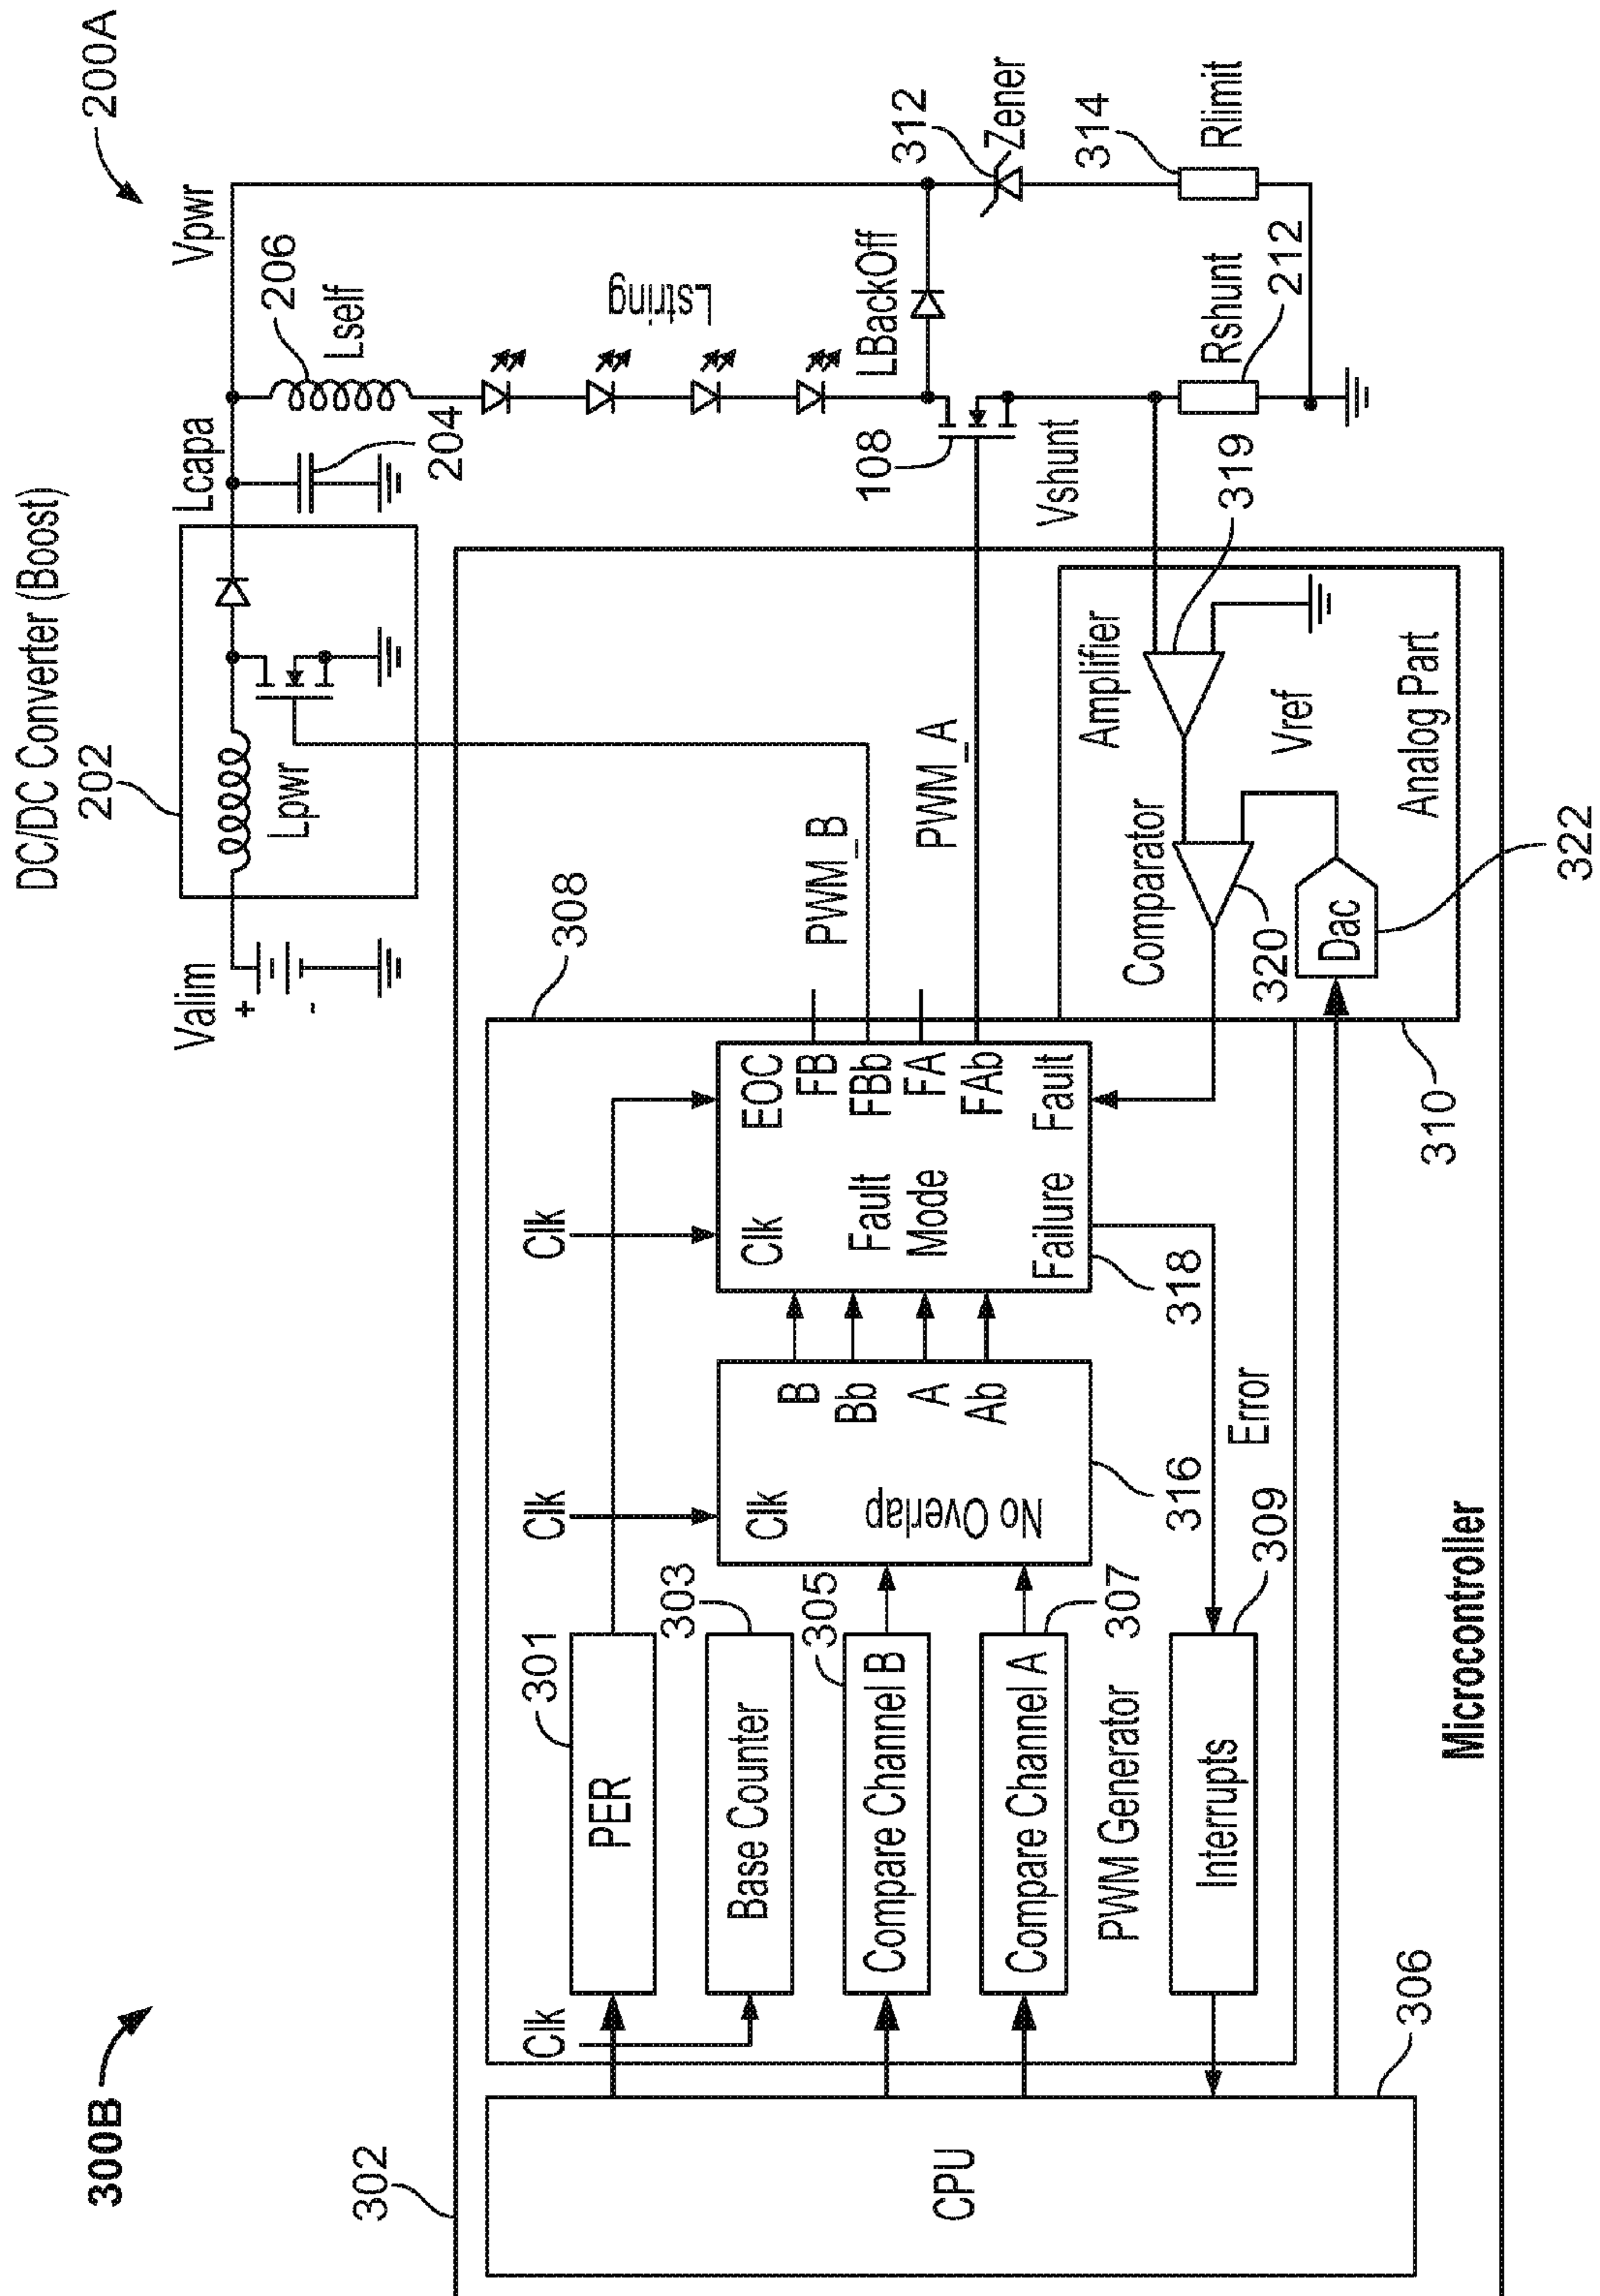 300B
200A
DC/DC Converter (Boost)
202
Valim
+
-
Lpwr
Lcapa
204
Vpwr
206
Lself
Lstring
LBackOff
312
Zener
314
Rlimit
108
Vshunt
Rshunt
212
302
CPU
306
308
Clk
PER
301
Base Counter
303
Compare Channel B
305
Compare Channel A
307
PWM Generator
Interrupts
309
Clk
Clk
No Overlap
B
Bb
A
Ab
316
Error
Clk
Clk
EOC
FB
FBb
FA
FAb
Fault
Mode
Failure
Fault
318
PWM_B
PWM_A
Comparator
320
Amplifier
319
Vref
Dac
322
Analog Part
310
Microcontroller